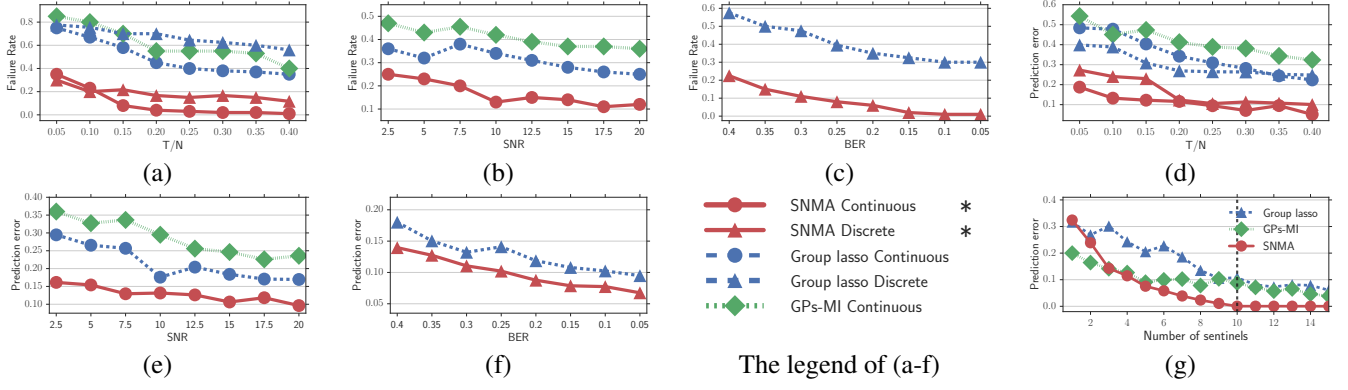 Failure Rate
0.8
0.6
0.4
0.2
0.0
0.05 0.10 0.15 0.20 0.25 0.30 0.35 0.40
T/N
(a)
Failure Rate
0.5
0.4
0.3
0.2
0.1
2.5 5 7.5 10 12.5 15 17.5 20
SNR
(b)
Failure Rate
0.6
0.5
0.4
0.3
0.2
0.1
0.0
0.4 0.35 0.3 0.25 0.2 0.15 0.1 0.05
BER
(c)
Prediction error
0.6
0.5
0.4
0.3
0.2
0.1
0.05 0.10 0.15 0.20 0.25 0.30 0.35 0.40
T/N
(d)
Prediction error
0.40
0.35
0.30
0.25
0.20
0.15
0.10
2.5 5 7.5 10 12.5 15 17.5 20
SNR
(e)
Prediction error
0.20
0.15
0.10
0.05
0.4 0.35 0.3 0.25 0.2 0.15 0.1 0.05
BER
(f)
SNMA Continuous *
SNMA Discrete *
Group lasso Continuous
Group lasso Discrete
GPs-MI Continuous
The legend of (a-f)
Prediction error
0.4
0.3
0.2
0.1
0.0
Group lasso
GPs-MI
SNMA
2 4 6 8 10 12 14
Number of sentinels
(g)